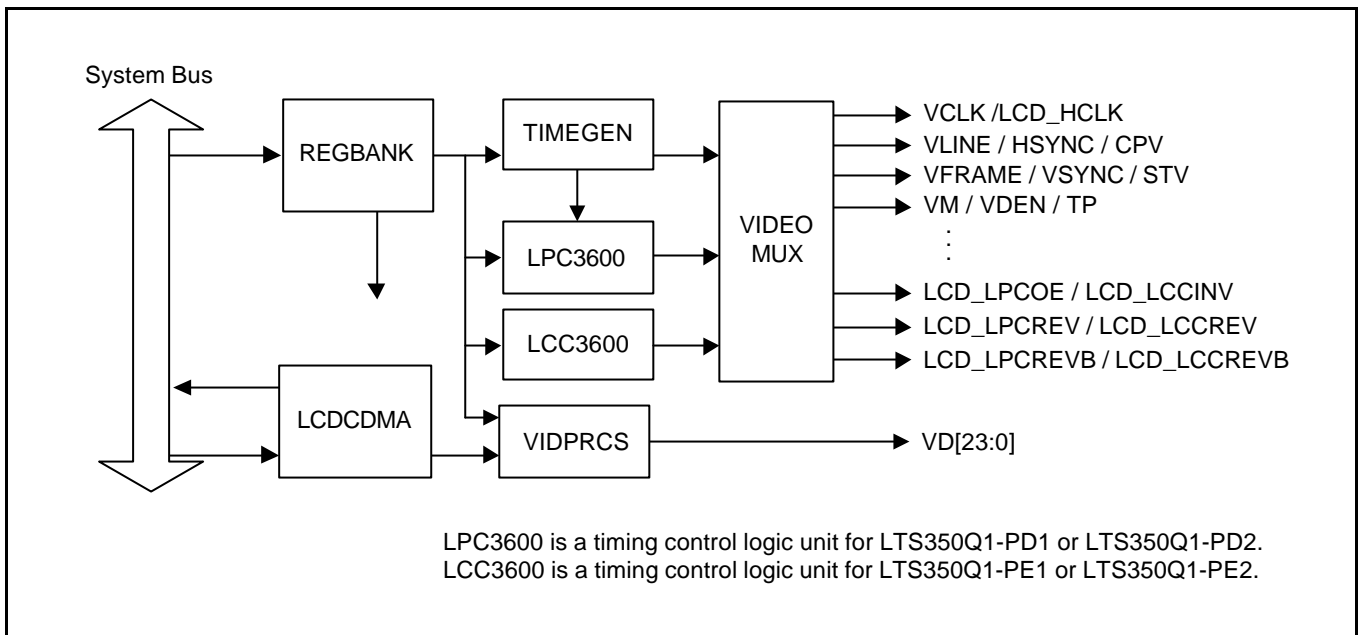 System Bus
REGBANK
TIMEGEN
LPC3600
LCC3600
LCDCDMA
VIDPRCS
VIDEO
MUX
VCLK /LCD_HCLK
VLINE / HSYNC / CPV
VFRAME / VSYNC / STV
VM / VDEN / TP
.
.
.
LCD_LPCOE / LCD_LCCINV
LCD_LPCREV / LCD_LCCREV
LCD_LPCREVB / LCD_LCCREVB
VD[23:0]
LPC3600 is a timing control logic unit for LTS350Q1-PD1 or LTS350Q1-PD2.
LCC3600 is a timing control logic unit for LTS350Q1-PE1 or LTS350Q1-PE2.